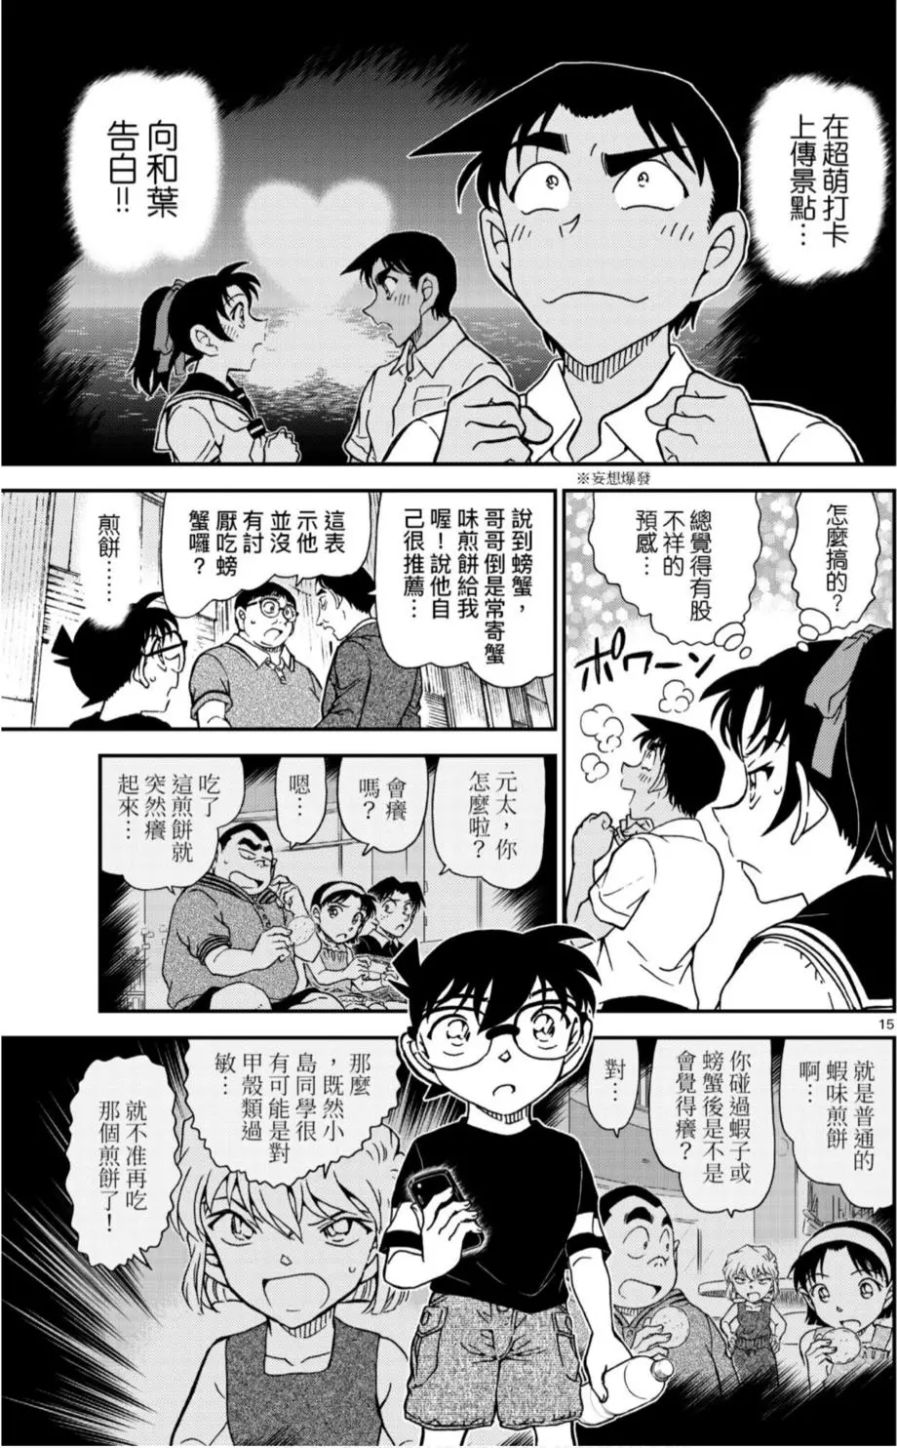 在超萌打卡
上傳景點…
向和葉
告白!!
※妄想爆發
怎麼搞的?
總覺得有股
不祥的
預感…
ポワーン
說到螃蟹，
哥哥倒是常寄蟹
味煎餅給我
喔！說他自
己很推薦…
這表
示他
並沒
有討
厭吃螃
蟹囉?
煎餅……
元太，你
怎麼啦?
會癢
嗎?
嗯…
吃了
這煎餅就
突然癢
起來…
15
就是普通的
蝦味煎餅
啊…
你碰過蝦子或
螃蟹後是不是
會覺得癢?
對…
那麼
，既然小
島同學很
有可能是對
甲殼類過
敏…
就不准再吃
那個煎餅了!